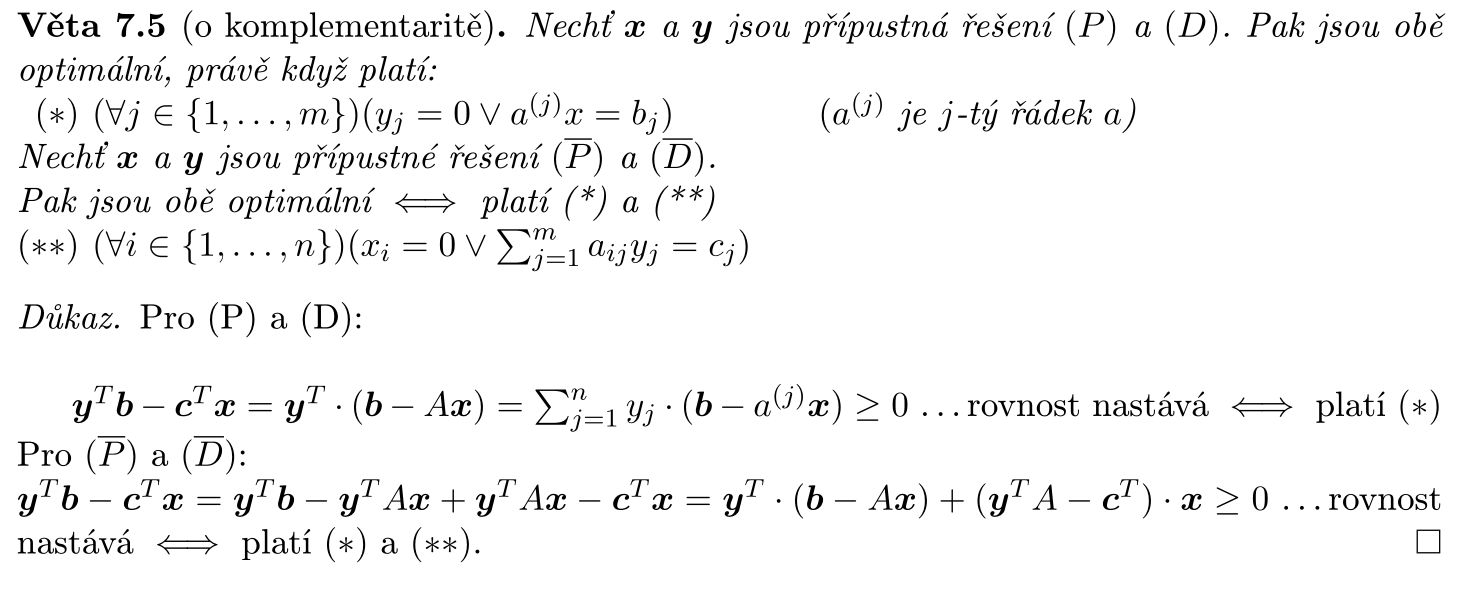 Věta 7.5 (o komplementaritě). Nechť x a y jsou přípustná řešení (P) a (D). Pak jsou obě
optimální, právě když platí:
(∗) (∀j ∈ {1, . . . , m})(y_j = 0 ∨ a^{(j)}x = b_j) (a^{(j)} je j-tý řádek a)
Nechť x a y jsou přípustné řešení (P̅) a (D̅).
Pak jsou obě optimální ⟺ platí (*) a (**)
(∗∗) (∀i ∈ {1, . . . , n})(x_i = 0 ∨ ∑_{j=1}^{m} a_{ij}y_j = c_j)
Důkaz. Pro (P) a (D):
y^T b − c^T x = y^T · (b − Ax) = ∑_{j=1}^{n} y_j · (b − a^{(j)}x) ≥ 0 . . . rovnost nastává ⟺ platí (∗)
Pro (P̅) a (D̅):
y^T b − c^T x = y^T b − y^T Ax + y^T Ax − c^T x = y^T · (b − Ax) + (y^T A − c^T) · x ≥ 0 . . . rovnost
nastává ⟺ platí (∗) a (∗∗). □